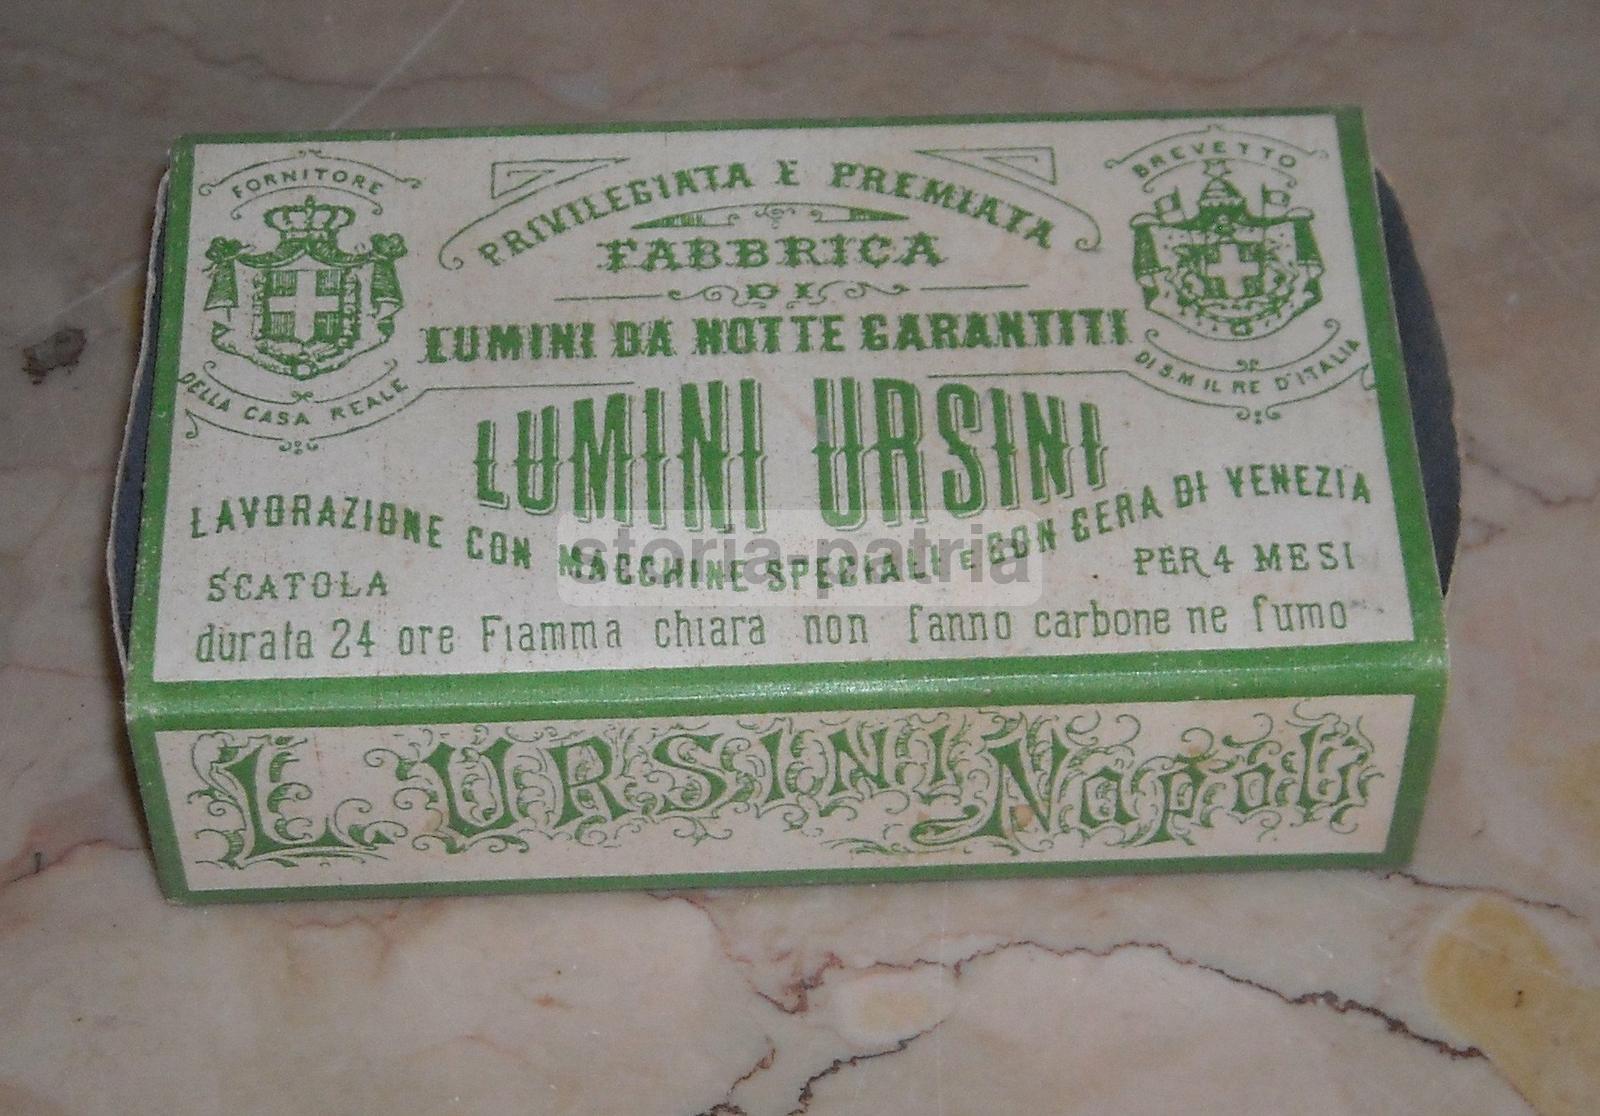 FORNITORE
DELLA CASA REALE
PRIVILEGIATA E PREMIATA
FABBRICA
DI
LUMINI DA NOTTE GARANTITI
BREVETTO
DI S.M IL RE D'ITALIA
LUMINI URSINI
LAVORAZIONE CON MACCHINE SPECIALI E CON CERA DI VENEZIA
SCATOLA PER 4 MESI
durata 24 ore Fiamma chiara non fanno carbone ne fumo
L. URSINI Napoli
storia-patria